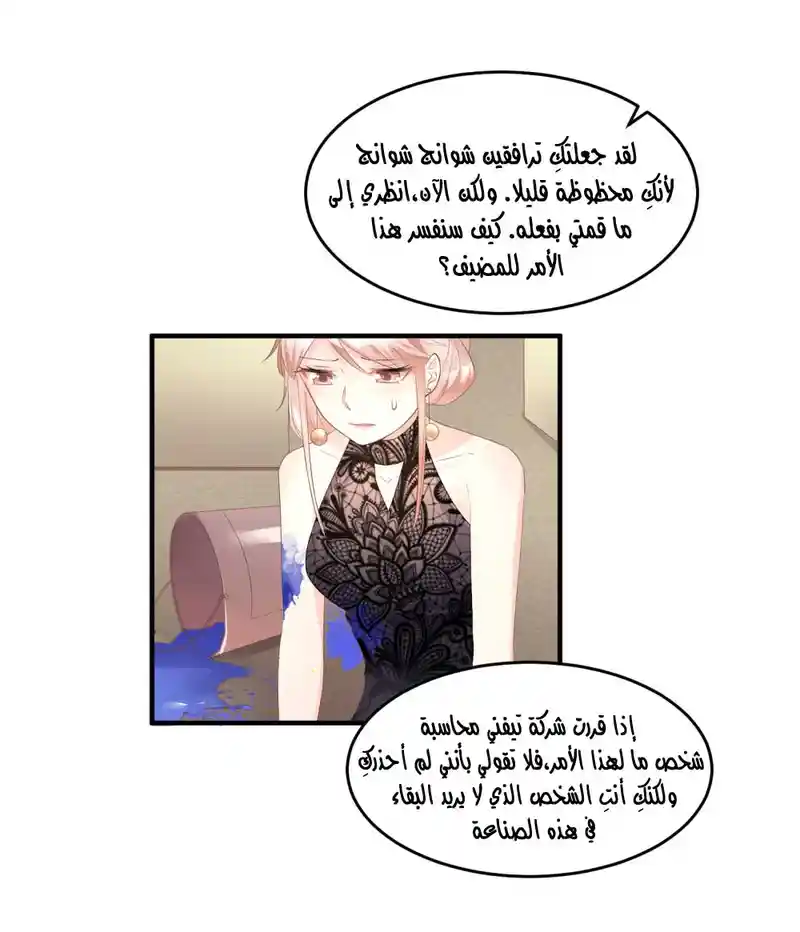 لقد جعلتكِ ترافقين شوانج شوانج
لأنكِ محظوظة قليلا. ولكن الآن،انظري إلى
ما قمتي بفعله. كيف سنفسر هذا
الأمر للمضيف؟
إذا قررت شركة تيفني محاسبة
شخص ما لهذا الأمر،فلا تقولي بأنني لم أحذركِ
ولكنكِ أنتِ الشخص الذي لا يريد البقاء
في هذه الصناعة